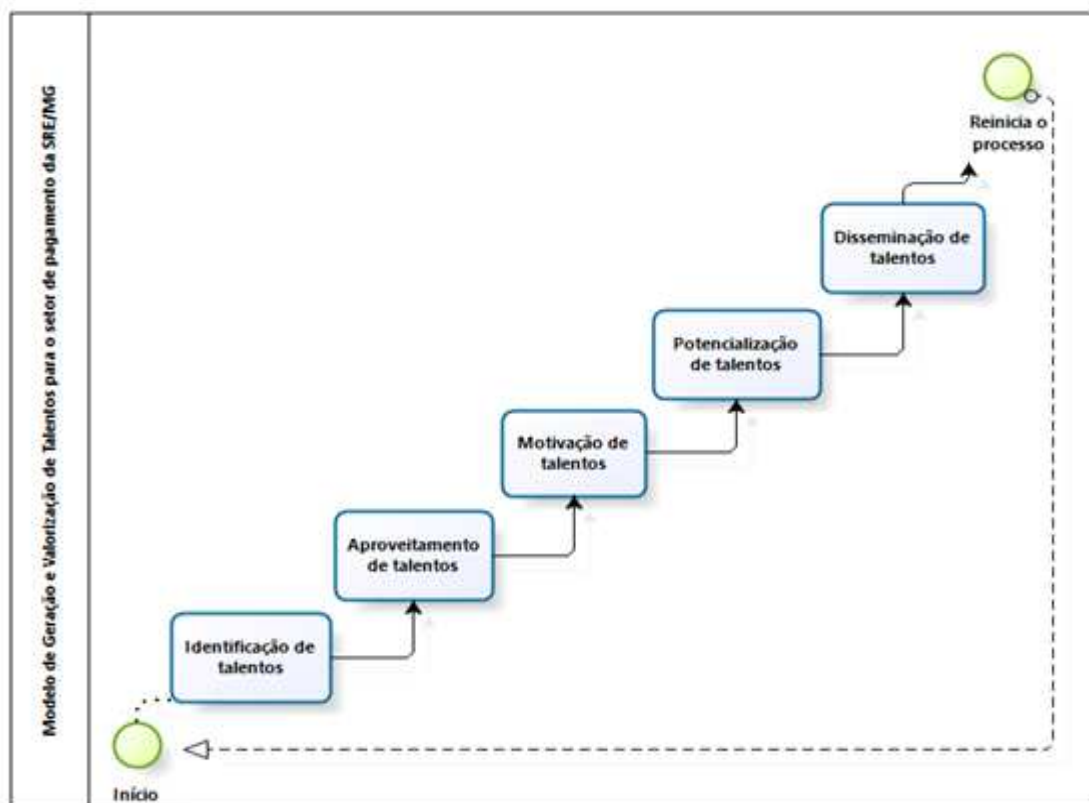 Modelo de Geração e Valorização de Talentos para o setor de pagamento da SRE/MG
Reinicia o
processo
Disseminação de
talentos
Potencialização
de talentos
Motivação de
talentos
Aproveitamento
de talentos
Identificação de
talentos
Início